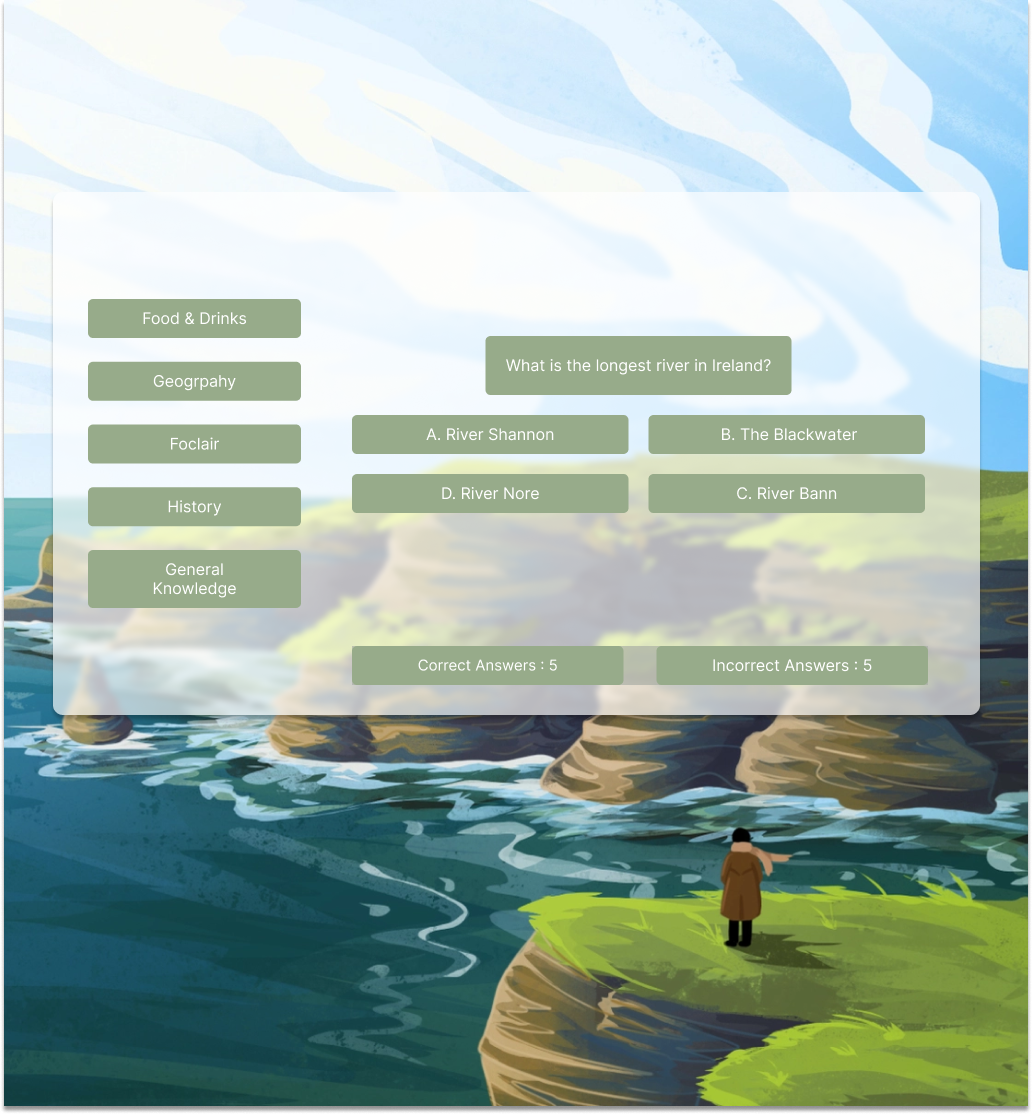 Food & Drinks
Geogrpahy
Foclair
History
General
Knowledge
What is the longest river in Ireland?
A. River Shannon
B. The Blackwater
D. River Nore
C. River Bann
Correct Answers : 5
Incorrect Answers : 5